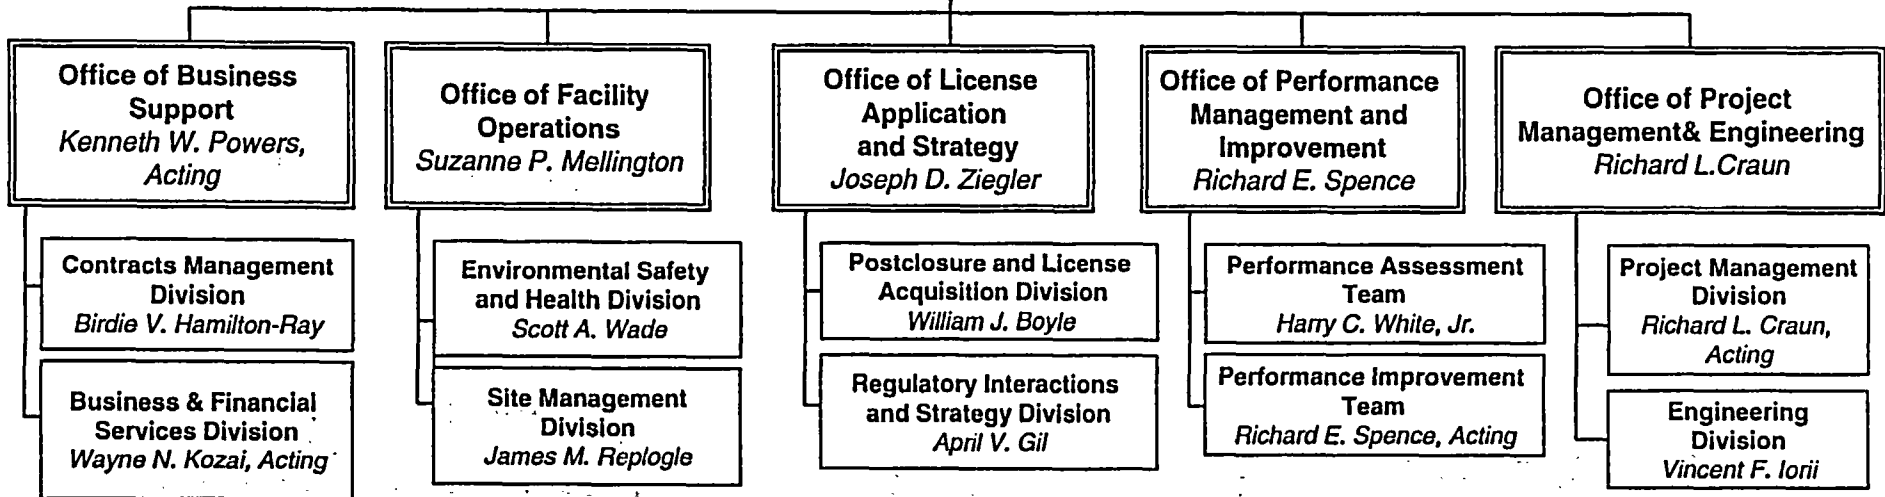 Office of Business
Support
Kenneth W. Powers,
Acting
Contracts Management
Division
Birdie V. Hamilton-Ray
Business & Financial
Services Division
Wayne N. Kozai, Acting
Office of Facility
Operations
Suzanne P. Mellington
Environmental Safety
and Health Division
Scott A. Wade
Site Management
Division
James M. Replogle
Office of License
Application
and Strategy
Joseph D. Ziegler
Postclosure and License
Acquisition Division
William J. Boyle
Regulatory Interactions
and Strategy Division
April V. Gil
Office of Performance
Management and
Improvement
Richard E. Spence
Performance Assessment
Team
Harry C. White, Jr.
Performance Improvement
Team
Richard E. Spence, Acting
Office of Project
Management& Engineering
Richard L.Craun
Project Management
Division
Richard L. Craun,
Acting
Engineering
Division
Vincent F. Iorii